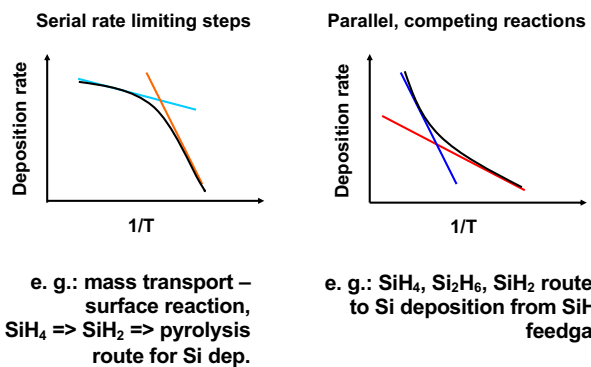 Serial rate limiting steps
Parallel, competing reactions
Deposition rate
1/T
Deposition rate
1/T
e. g.: mass transport –
surface reaction,
SiH₄ => SiH₂ => pyrolysis
route for Si dep.
e. g.: SiH₄, Si₂H₆, SiH₂ route
to Si deposition from SiH
feedga